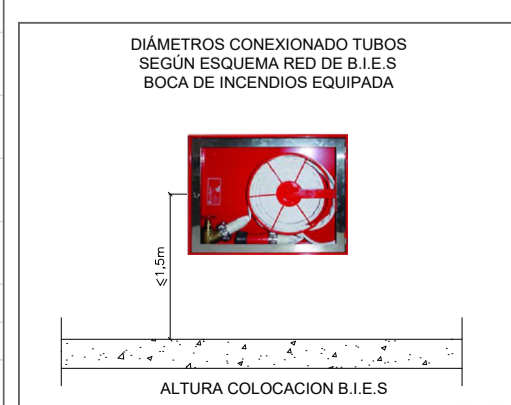 DIÁMETROS CONEXIONADO TUBOS
SEGÚN ESQUEMA RED DE B.I.E.S
BOCA DE INCENDIOS EQUIPADA
≤1,5m
ALTURA COLOCACION B.I.E.S